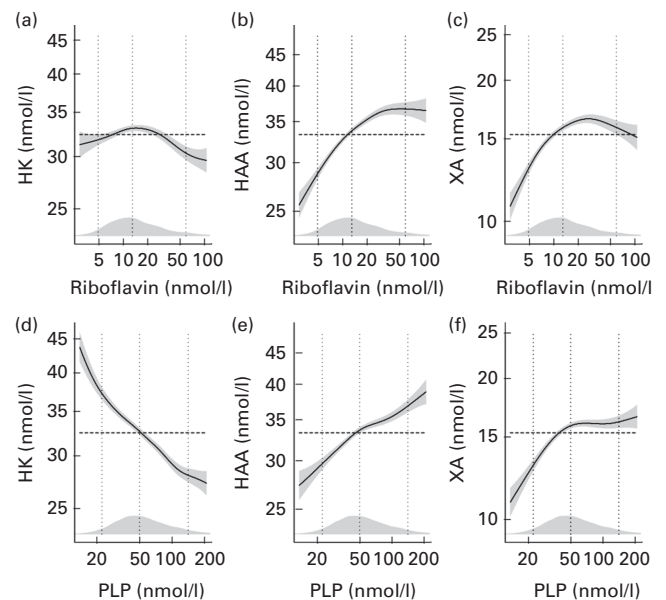 (a)
HK (nmol/l)
45
40
35
30
25
5 10 20 50 100
Riboflavin (nmol/l)
(b)
HAA (nmol/l)
45
40
35
30
25
5 10 20 50 100
Riboflavin (nmol/l)
(c)
XA (nmol/l)
25
20
15
10
5 10 20 50 100
Riboflavin (nmol/l
(d)
HK (nmol/l)
45
40
35
30
25
20 50 100 200
PLP (nmol/l)
(e)
HAA (nmol/l)
45
40
35
30
25
20 50 100 200
PLP (nmol/l)
(f)
XA (nmol/l)
25
20
15
10
20 50 100 200
PLP (nmol/l)